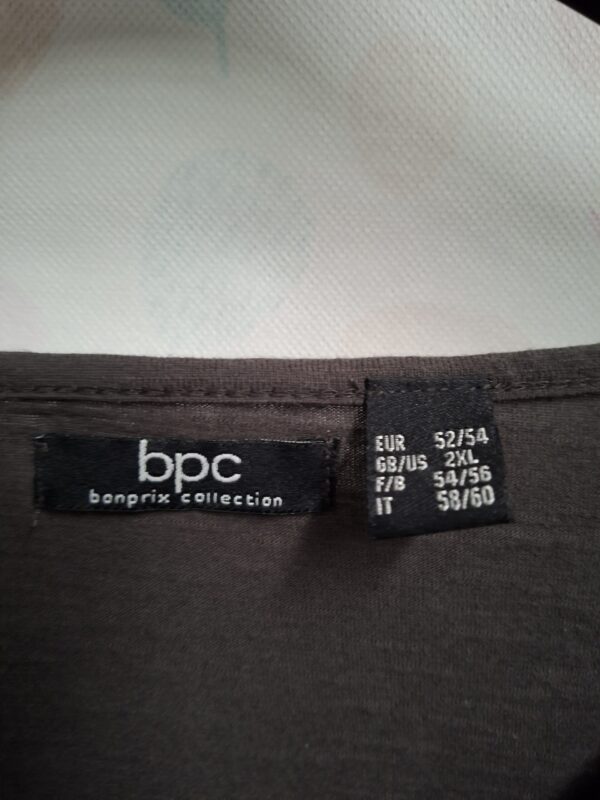 bpc
bonprix collection
EUR 52/54
GB/US 2XL
F/B 54/56
IT 58/60